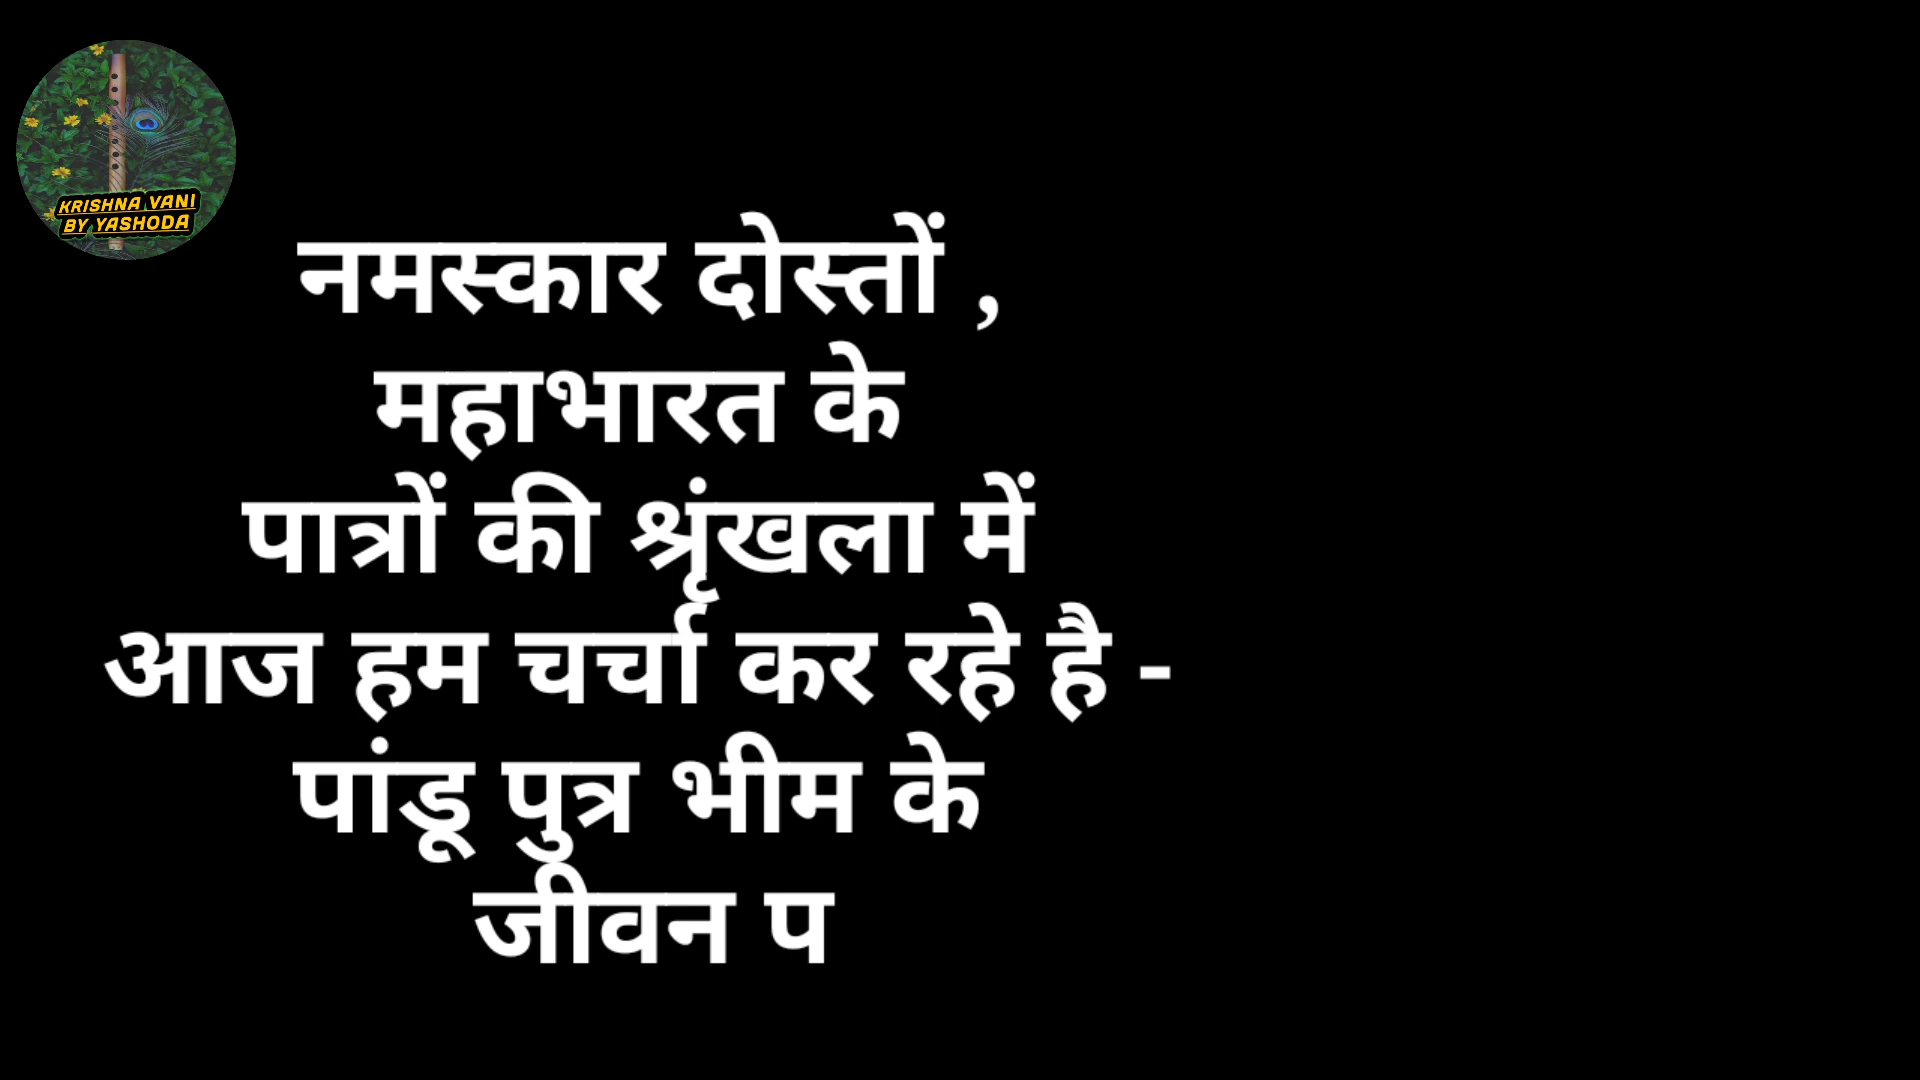 KRISHNA VANI
BY YASHODA
नमस्कार दोस्तों ,
महाभारत के
पात्रों की श्रृंखला में
आज हम चर्चा कर रहे है -
पांडू पुत्र भीम के
जीवन प